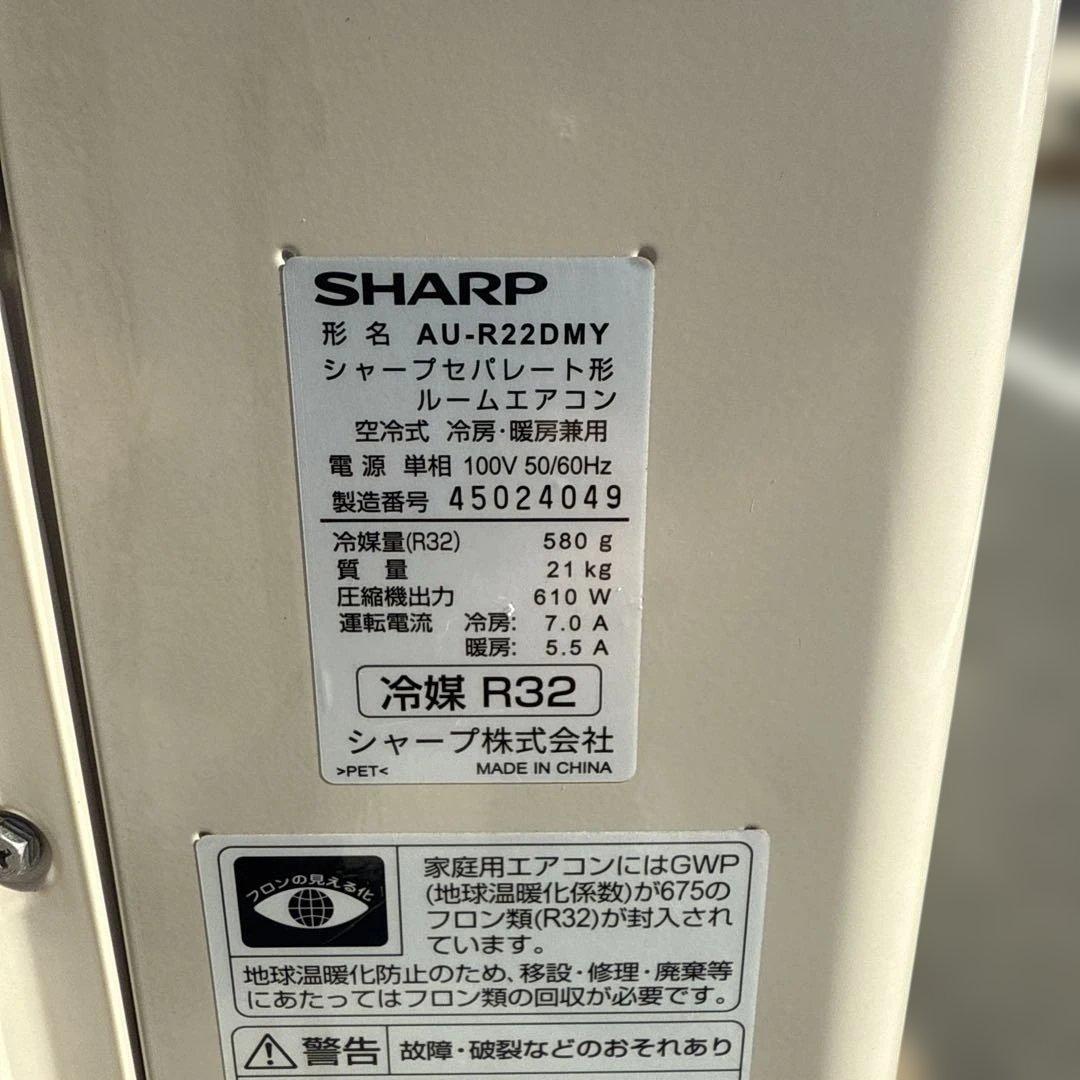 SHARP
形名 AU-R22DMY
シャープセパレート形
ルームエアコン
空冷式 冷房・暖房兼用
電源 単相 100V 50/60Hz
製造番号 45024049
冷媒量(R32) 580 g
質量 21 kg
圧縮機出力 610 W
運転電流 冷房: 7.0 A
暖房: 5.5 A
冷媒 R32
シャープ株式会社
>PET< MADE IN CHINA
フロンの見える化
家庭用エアコンにはGWP
(地球温暖化係数)が675の
フロン類(R32)が封入され
ています。
地球温暖化防止のため、移設・修理・廃棄等
にあたってはフロン類の回収が必要です。
警告 故障・破裂などのおそれあり